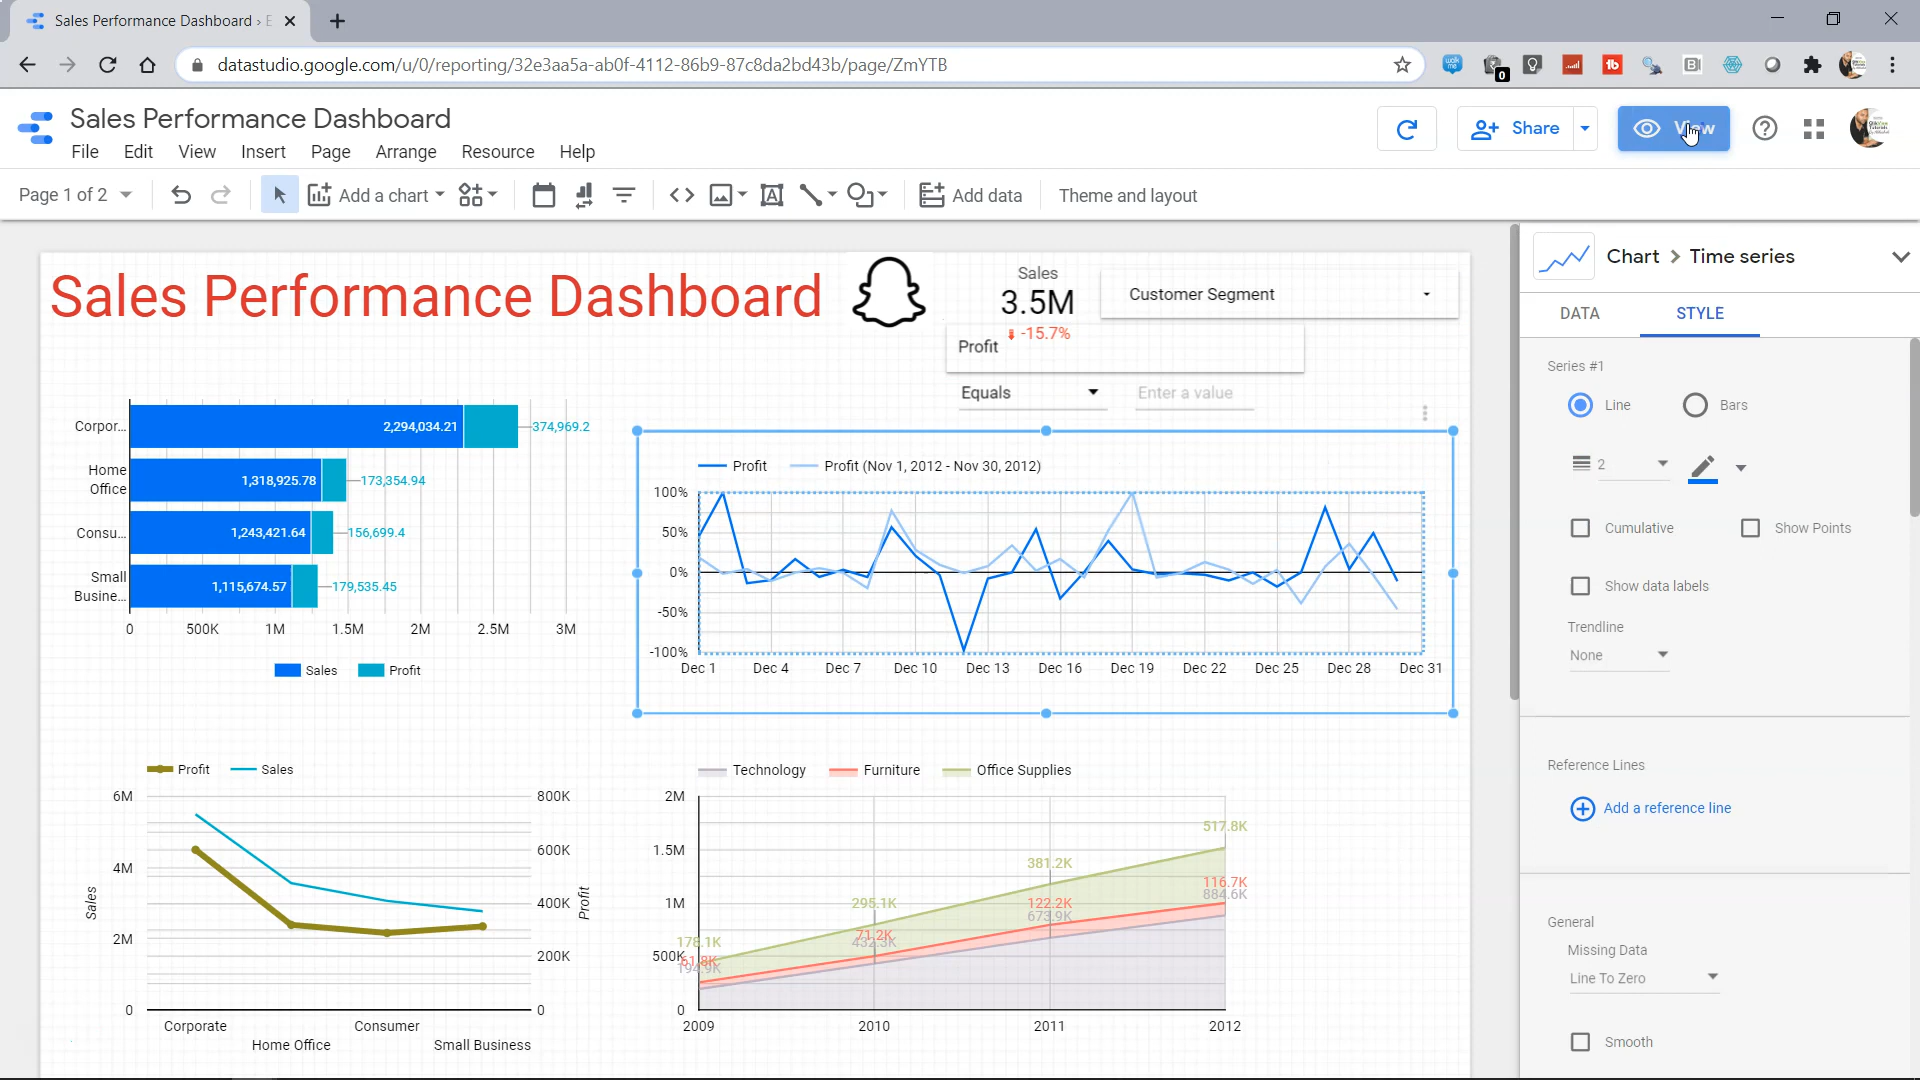 Sales Performance Dashboard › E
datastudio.google.com/u/0/reporting/32e3aa5a-ab0f-4112-86b9-87c8da2bd43b/page/ZmYTB
0
Sales Performance Dashboard
File Edit View Insert Page Arrange Resource Help
Share
View
Page 1 of 2
Add a chart
Add data
Theme and layout
Sales Performance Dashboard
Sales
3.5M
-15.7%
Customer Segment
Profit
Equals
Enter a value
Corpor...
2,294,034.21
374,969.2
Home
Office
1,318,925.78
173,354.94
Consu...
1,243,421.64
156,699.4
Small
Busine...
1,115,674.57
179,535.45
0 500K 1M 1.5M 2M 2.5M 3M
Sales Profit
Profit Profit (Nov 1, 2012 - Nov 30, 2012)
100%
50%
0%
-50%
-100%
Dec 1 Dec 4 Dec 7 Dec 10 Dec 13 Dec 16 Dec 19 Dec 22 Dec 25 Dec 28 Dec 31
Profit Sales
6M
4M
2M
0
Sales
800K
600K
400K
200K
0
Profit
Corporate Consumer
Home Office Small Business
Technology Furniture Office Supplies
2M
1.5M
1M
500K
0
178.1K
61.8K
194.9K
295.1K
71.2K
432.3K
381.2K
122.2K
673.9K
517.8K
116.7K
884.6K
2009 2010 2011 2012
Chart Time series
DATA STYLE
Series #1
Line Bars
2
Cumulative Show Points
Show data labels
Trendline
None
Reference Lines
Add a reference line
General
Missing Data
Line To Zero
Smooth